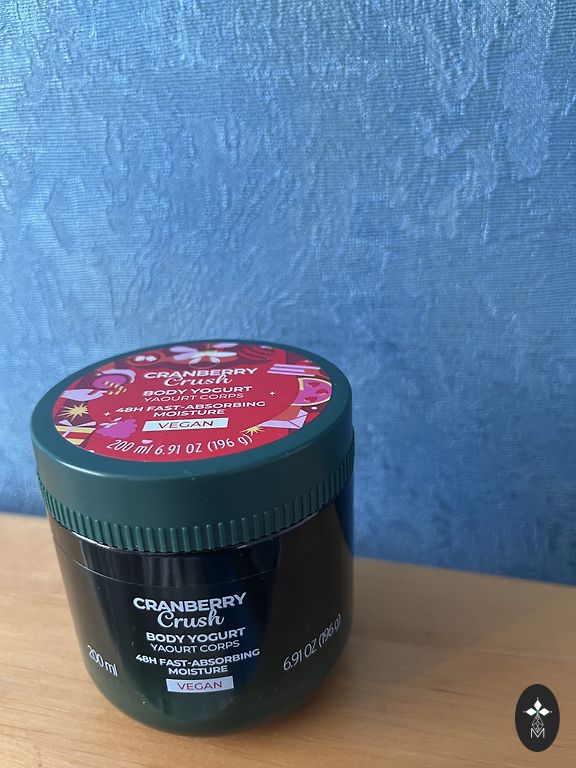 CRANBERRY
Crush
BODY YOGURT
YAOURT CORPS
48H FAST-ABSORBING
MOISTURE
VEGAN
200 ml 6.91 OZ (196 g)
CRANBERRY
Crush
BODY YOGURT
YAOURT CORPS
48H FAST-ABSORBING
MOISTURE
VEGAN
200 ml
6.91 OZ (196 g)
M